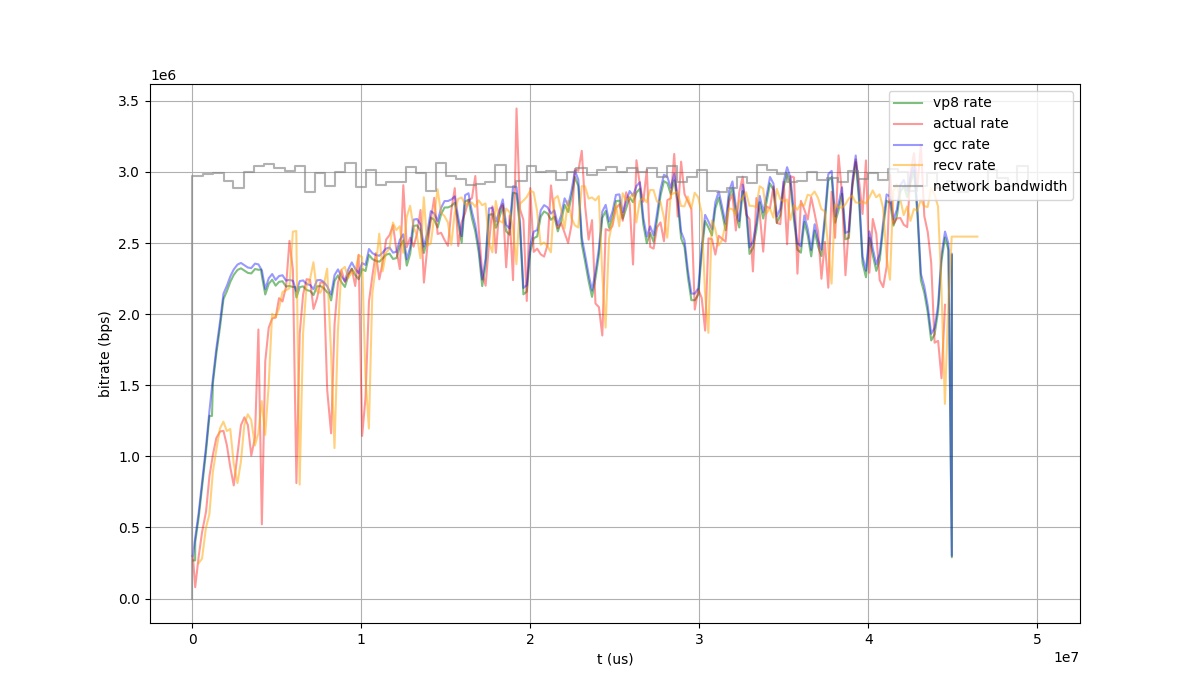 1e6
3.5
3.0
2.5
2.0
1.5
1.0
0.5
0.0
bitrate (bps)
vp8 rate
actual rate
gcc rate
recv rate
network bandwidth
0 1 2 3 4 5
t (us)
1e7